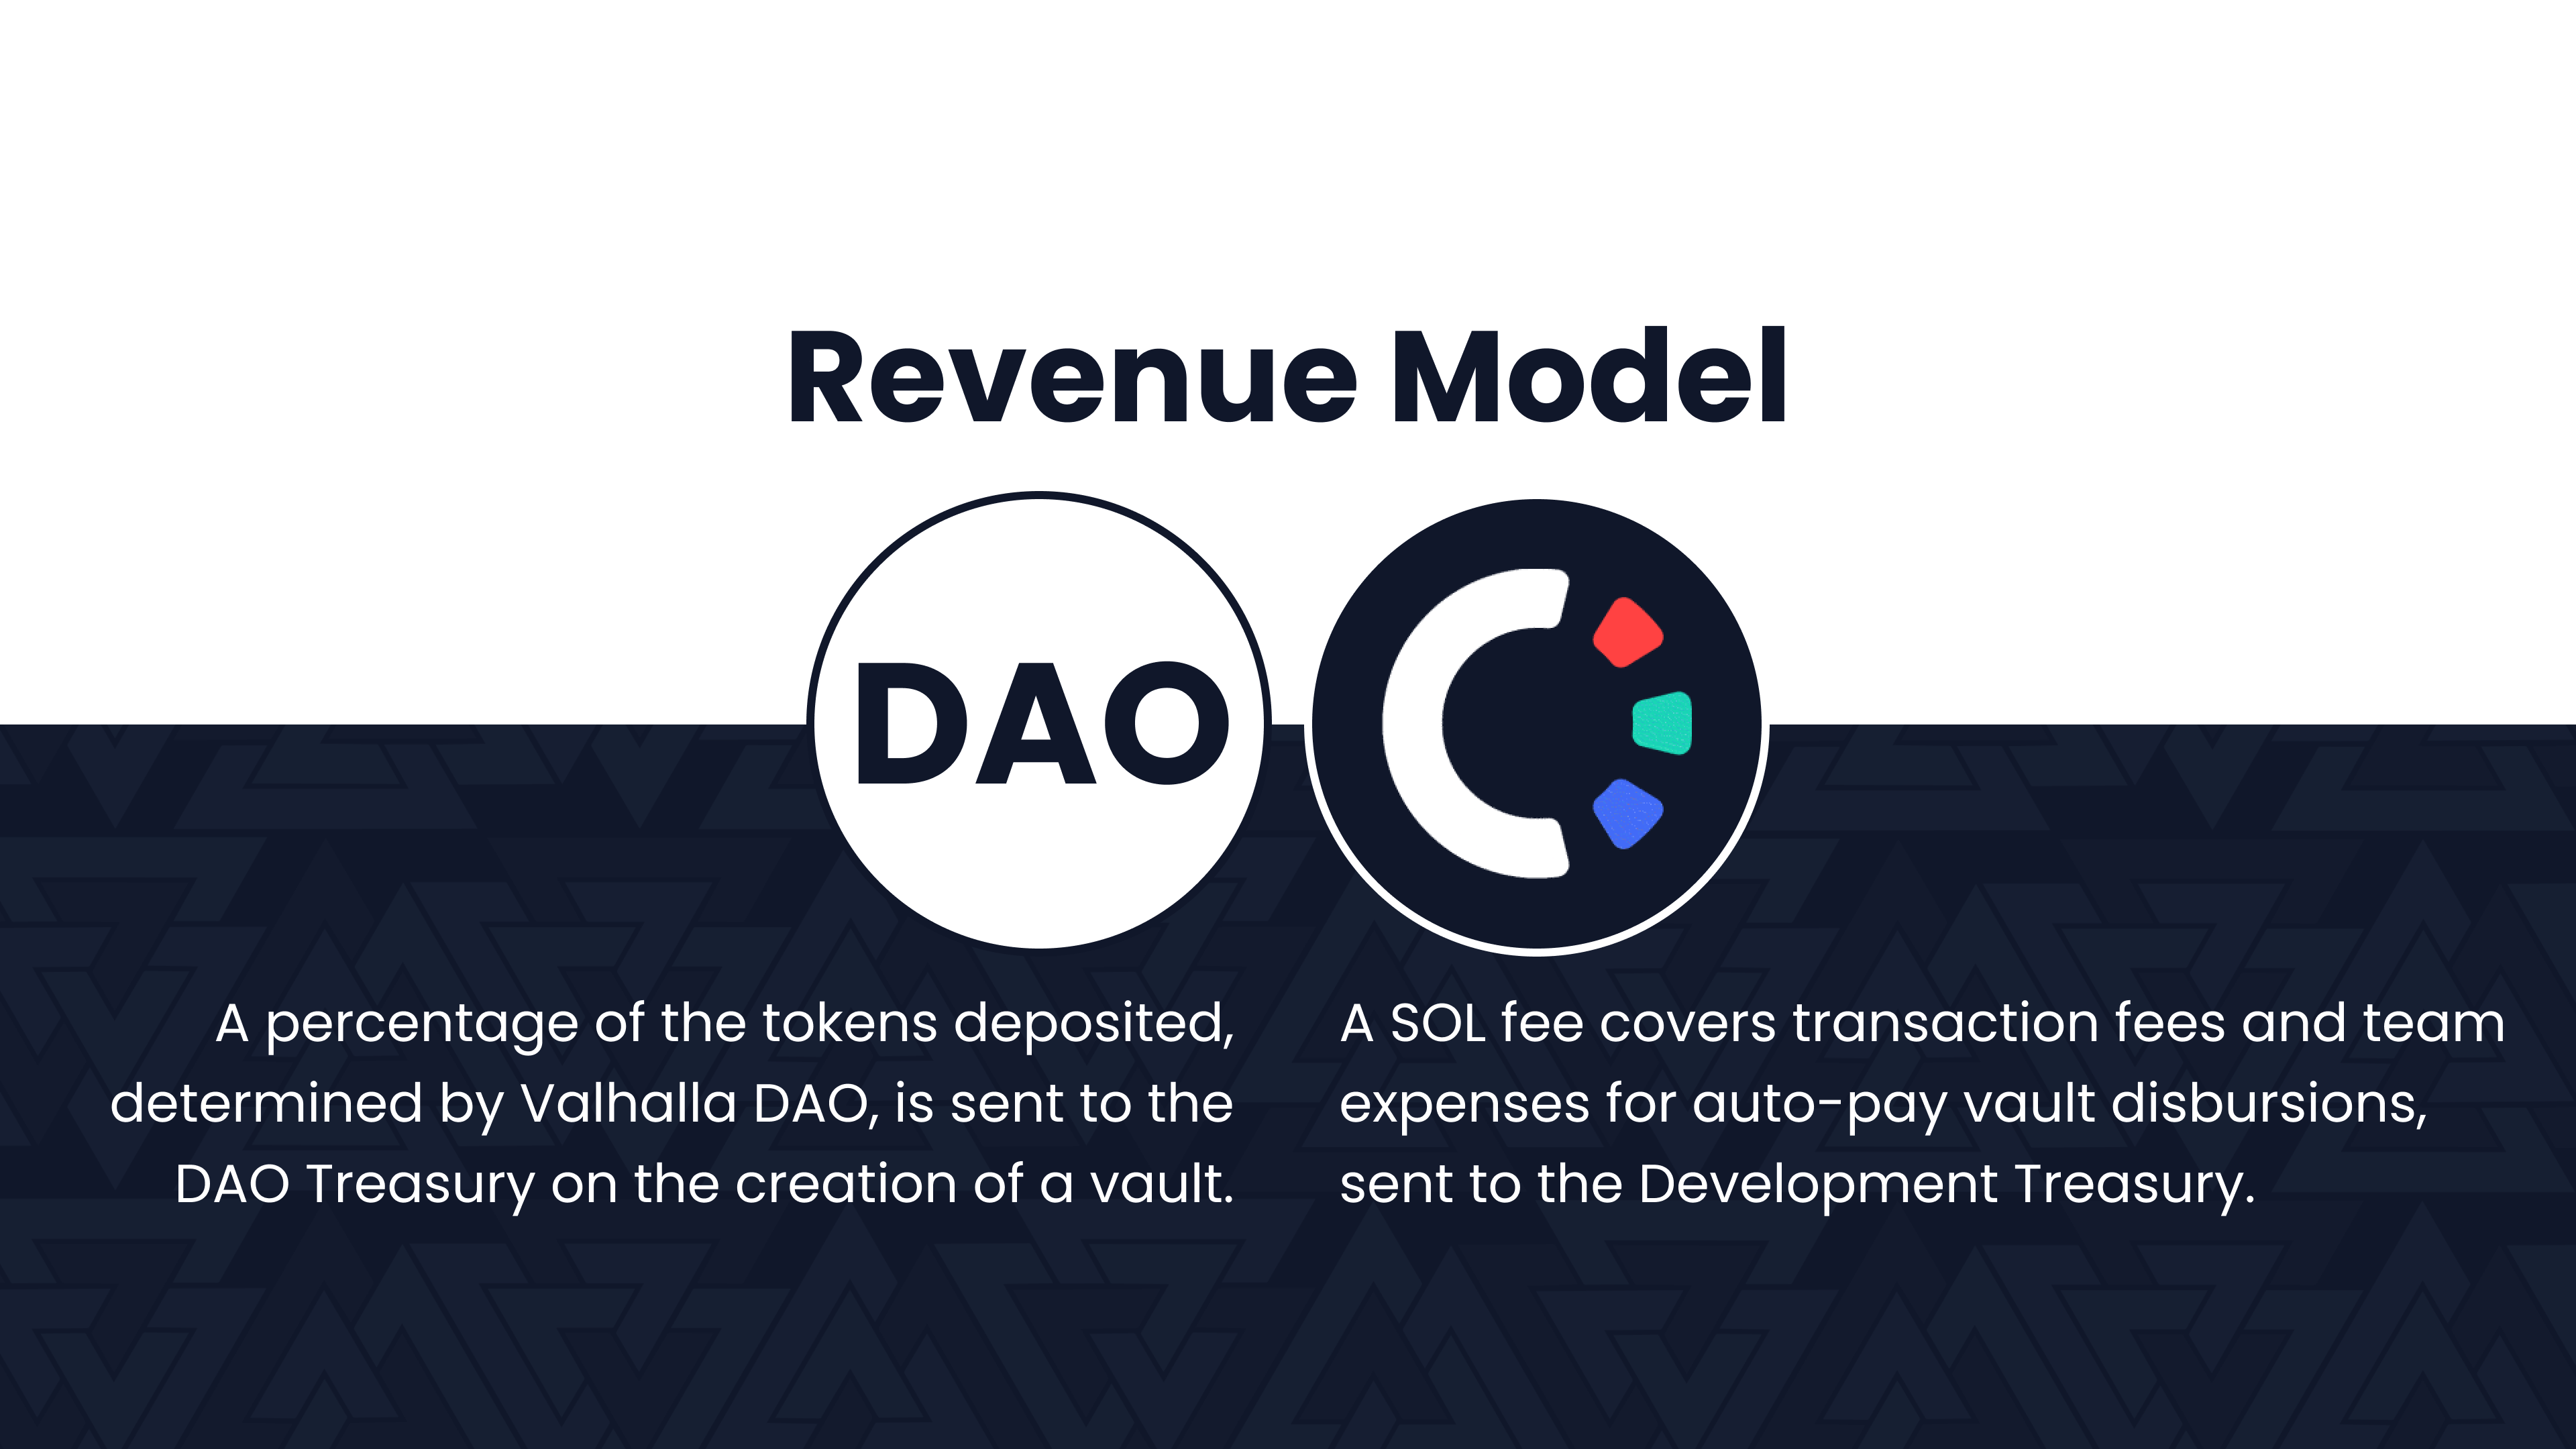 Revenue Model
DAO
A percentage of the tokens deposited,
determined by Valhalla DAO, is sent to the
DAO Treasury on the creation of a vault.
A SOL fee covers transaction fees and team
expenses for auto-pay vault disbursions,
sent to the Development Treasury.